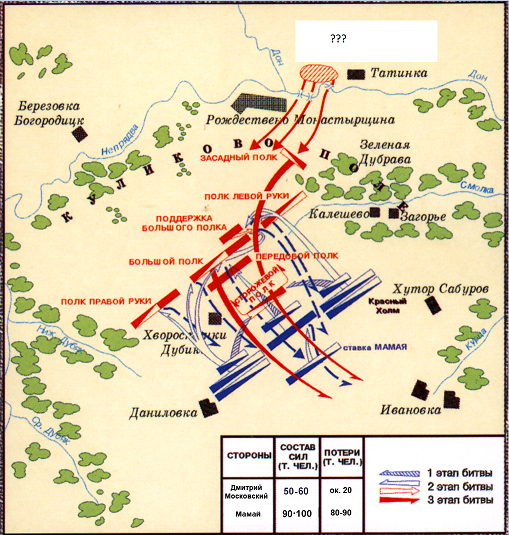 ???
Дон
Татинка
Дон
Березовка
Богородицк
Рождествено Монастырщина
Непрядва
КУЛИКОВО ПОЛЕ
Зеленая
Дубрава
ЗАСАДНЫЙ ПОЛК
Смолка
ПОЛК ЛЕВОЙ РУКИ
Калешево
Загорье
ПОДДЕРЖКА
БОЛЬШОГО ПОЛКА
БОЛЬШОЙ ПОЛК
ПЕРЕДОВОЙ ПОЛК
СТОРОЖЕВОЙ
ПОЛК
Хутор Сабуров
ПОЛК ПРАВОЙ РУКИ
Красный
Холм
Ниж. Дубяк
Хворостянки
Дубик
ставка МАМАЯ
Курца
Даниловка
Ивановка
Ср. Дубяк
СТОРОНЫ
СОСТАВ
СИЛ
(Т. ЧЕЛ.)
ПОТЕРИ
(Т. ЧЕЛ.)
Дмитрий
Московский
50-60
ок. 20
Мамай
90-100
80-90
1 этап битвы
2 этап битвы
3 этап битвы